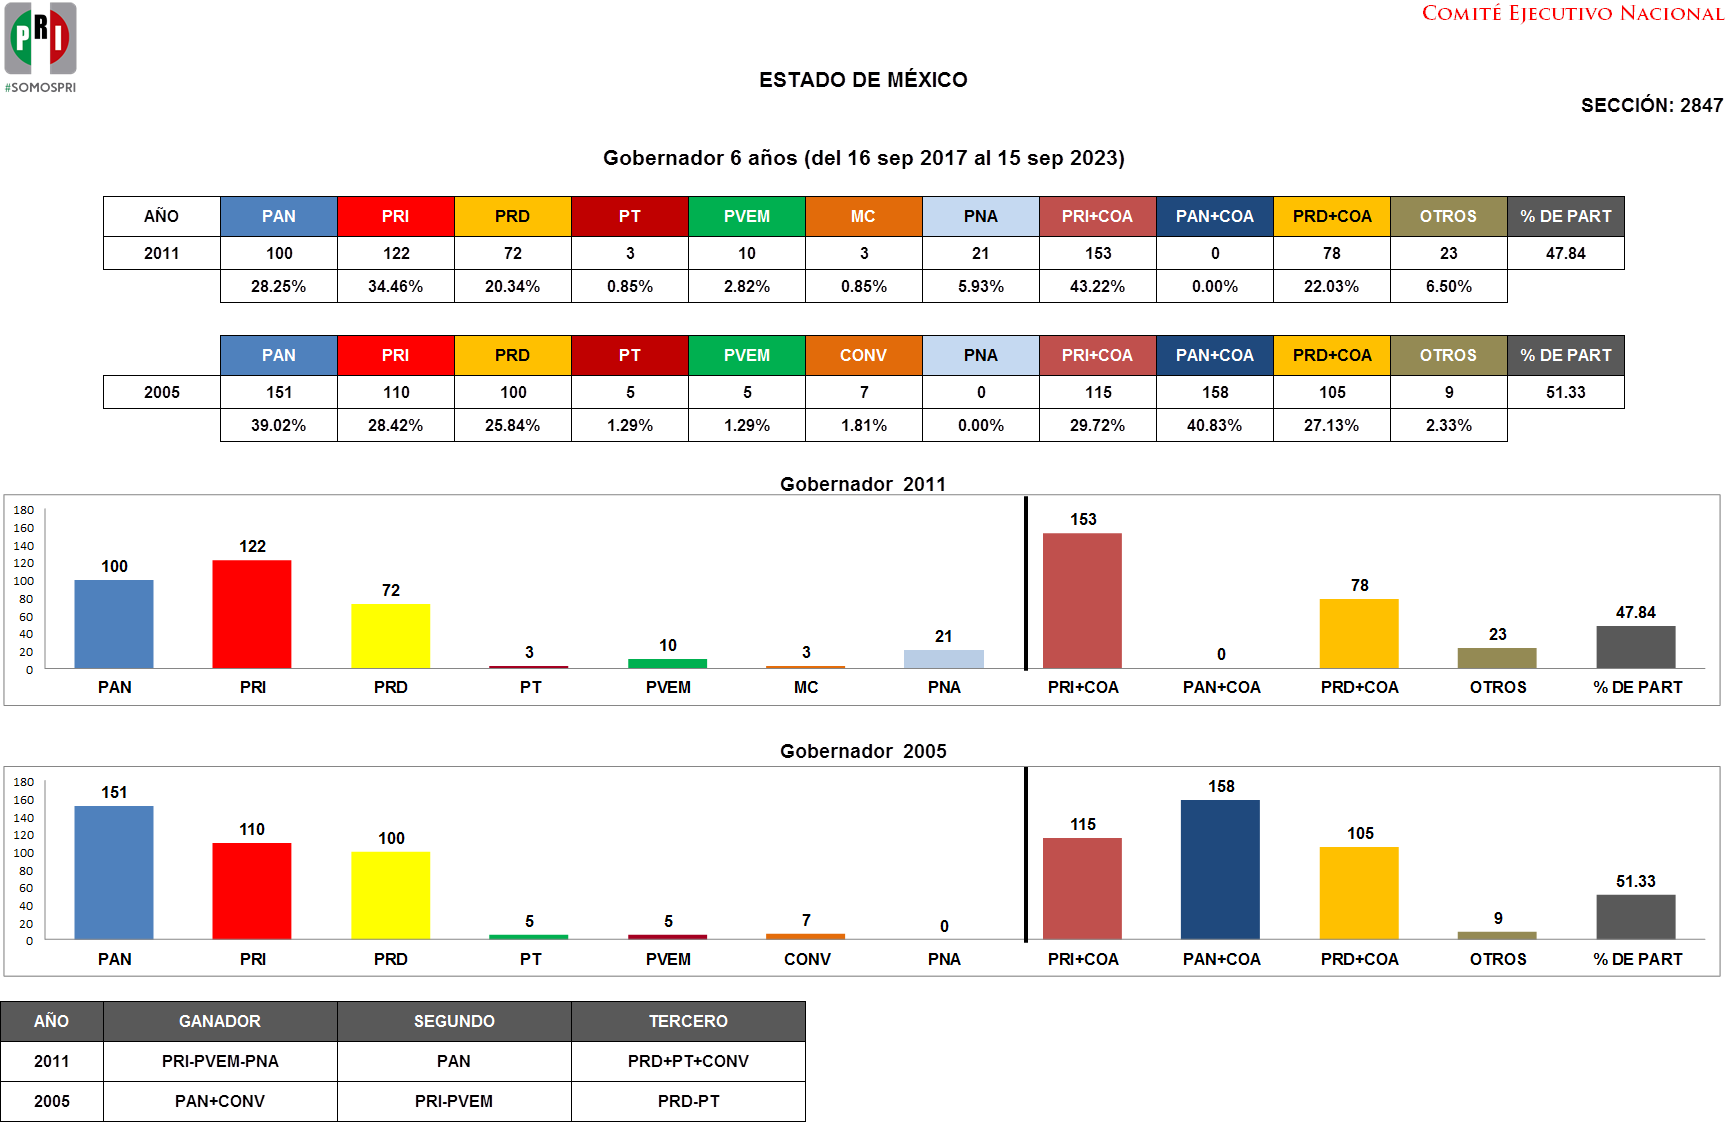 PRI
#SOMOSPRI
COMITÉ EJECUTIVO NACIONAL
ESTADO DE MÉXICO
SECCIÓN: 2847
Gobernador 6 años (del 16 sep 2017 al 15 sep 2023)
AÑO PAN PRI PRD PT PVEM MC PNA PRI+COA PAN+COA PRD+COA OTROS % DE PART
2011 100 122 72 3 10 3 21 153 0 78 23 47.84
28.25% 34.46% 20.34% 0.85% 2.82% 0.85% 5.93% 43.22% 0.00% 22.03% 6.50%
PAN PRI PRD PT PVEM CONV PNA PRI+COA PAN+COA PRD+COA OTROS % DE PART
2005 151 110 100 5 5 7 0 115 158 105 9 51.33
39.02% 28.42% 25.84% 1.29% 1.29% 1.81% 0.00% 29.72% 40.83% 27.13% 2.33%
Gobernador 2011
180
160
140
120
100
80
60
40
20
0
100 122 72 3 10 3 21 153 0 78 23 47.84
PAN PRI PRD PT PVEM MC PNA PRI+COA PAN+COA PRD+COA OTROS % DE PART
Gobernador 2005
180
160
140
120
100
80
60
40
20
0
151 110 100 5 5 7 0 115 158 105 9 51.33
PAN PRI PRD PT PVEM CONV PNA PRI+COA PAN+COA PRD+COA OTROS % DE PART
AÑO GANADOR SEGUNDO TERCERO
2011 PRI-PVEM-PNA PAN PRD+PT+CONV
2005 PAN+CONV PRI-PVEM PRD-PT